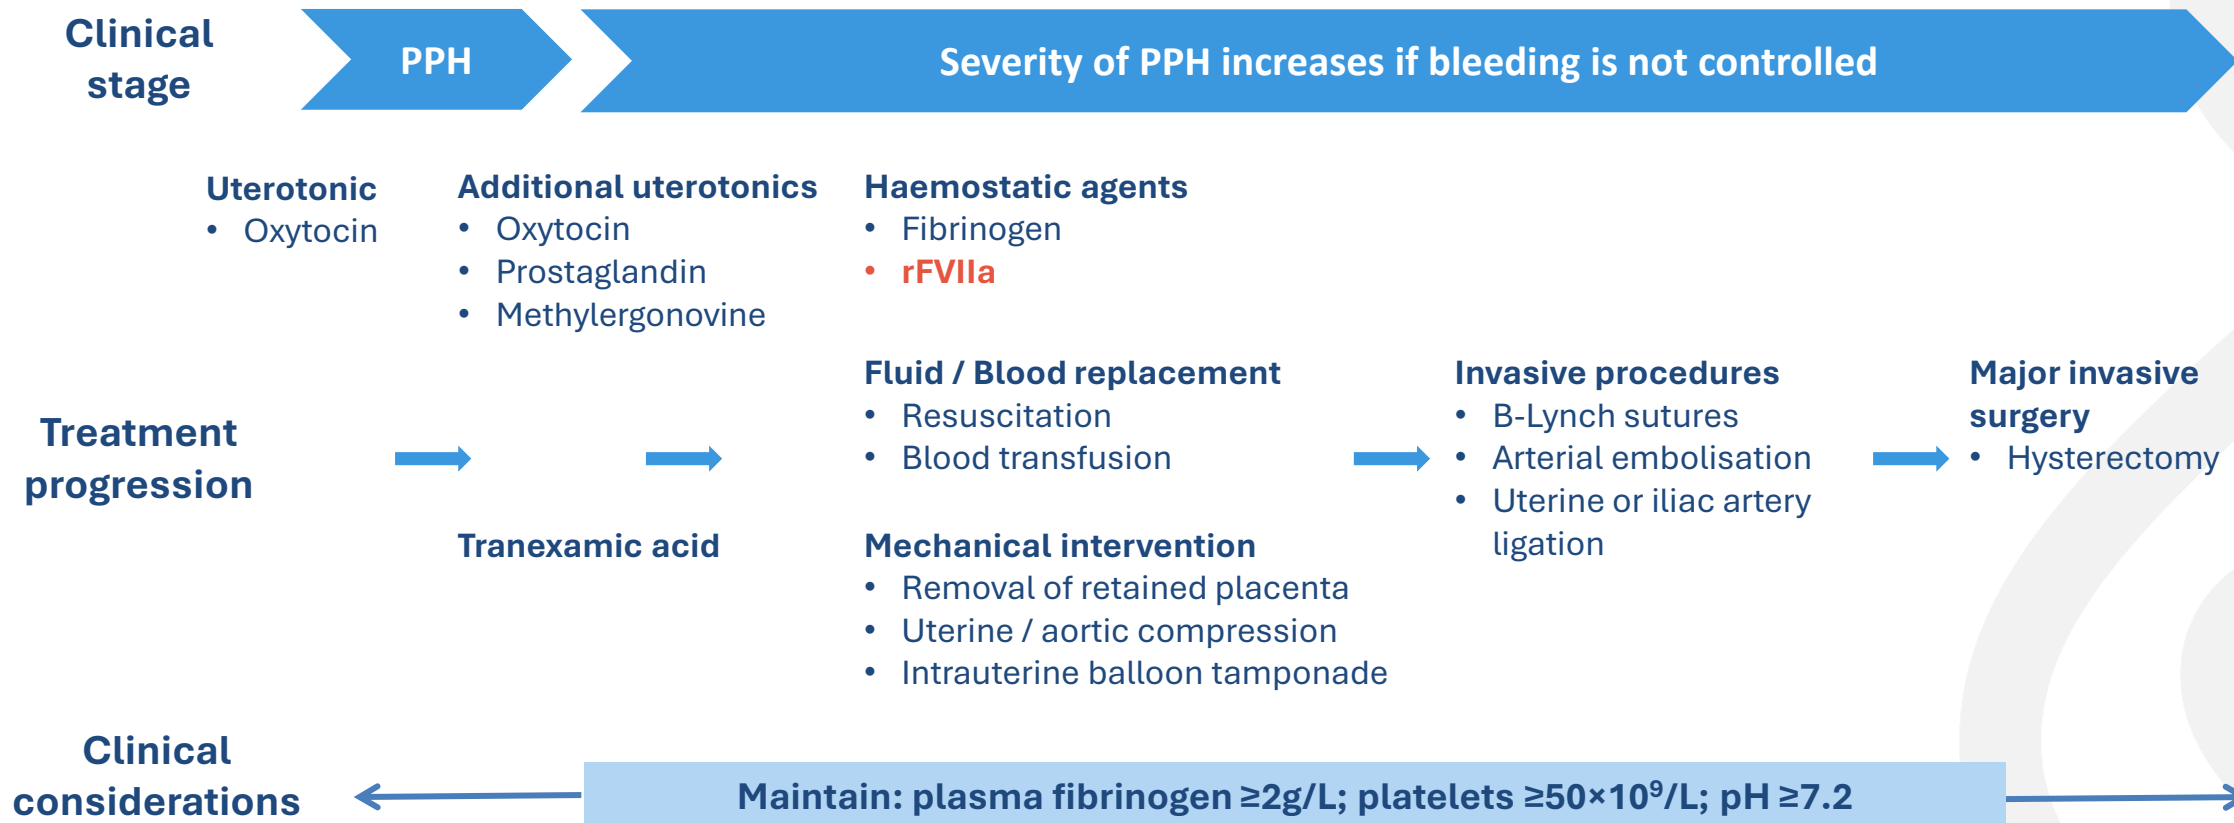 Clinical
stage
PPH
Severity of PPH increases if bleeding is not controlled
Treatment
progression
Uterotonic
• Oxytocin
Additional uterotonics
• Oxytocin
• Prostaglandin
• Methylergonovine
Tranexamic acid
Haemostatic agents
• Fibrinogen
• rFVIIa
Fluid / Blood replacement
• Resuscitation
• Blood transfusion
Mechanical intervention
• Removal of retained placenta
• Uterine / aortic compression
• Intrauterine balloon tamponade
Invasive procedures
• B-Lynch sutures
• Arterial embolisation
• Uterine or iliac artery
ligation
Major invasive
surgery
• Hysterectomy
Clinical
considerations
Maintain: plasma fibrinogen ≥2g/L; platelets ≥50×10⁹/L; pH ≥7.2